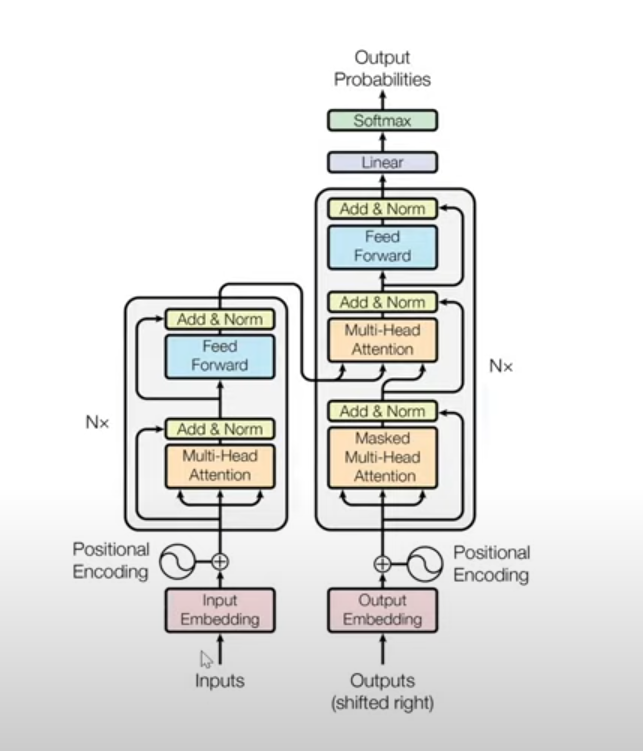 Output
Probabilities
Softmax
Linear
Add & Norm
Feed
Forward
Add & Norm
Multi-Head
Attention
Nx
Add & Norm
Masked
Multi-Head
Attention
Add & Norm
Feed
Forward
Nx
Add & Norm
Multi-Head
Attention
Positional
Encoding
Positional
Encoding
Input
Embedding
Output
Embedding
Inputs
Outputs
(shifted right)